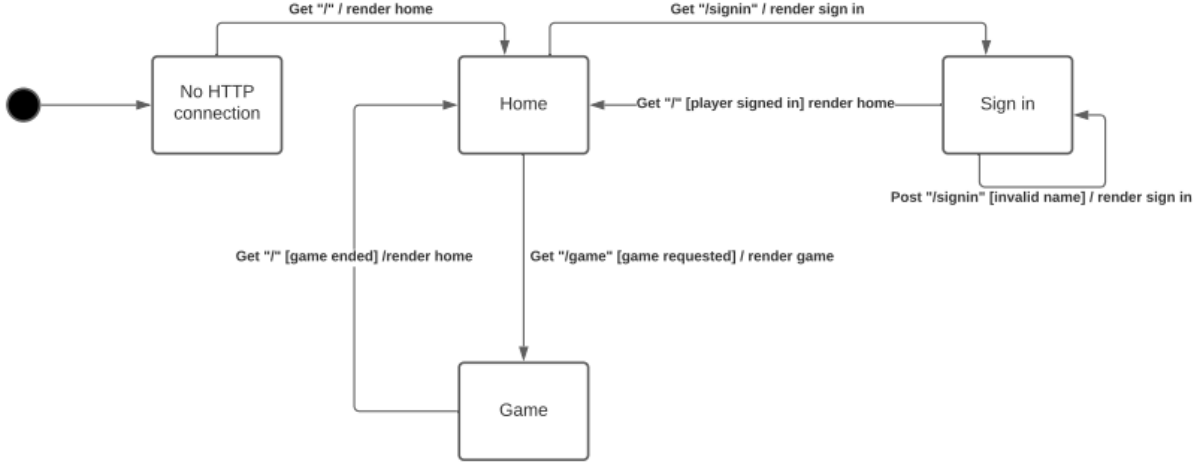 Get "/" / render home
Get "/signin" / render sign in
No HTTP
connection
Home
Get "/" [player signed in] render home
Sign in
Post "/signin" [invalid name] / render sign in
Get "/" [game ended] /render home
Get "/game" [game requested] / render game
Game